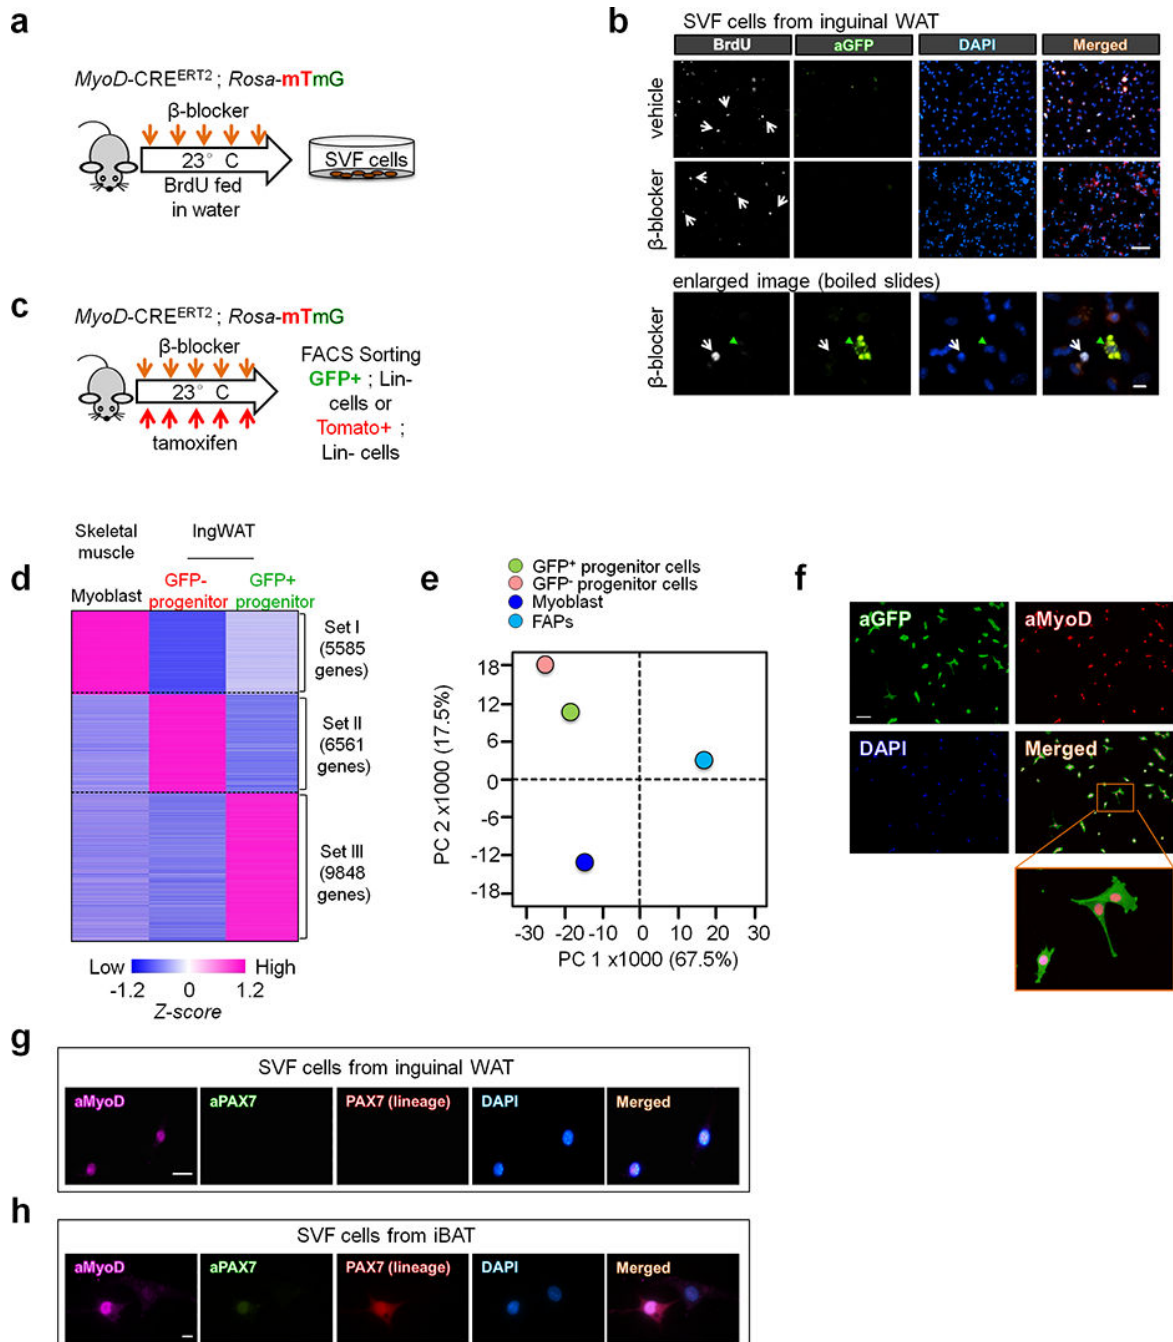 a
MyoD-CREᴱᴿᵀ² ; Rosa-mTmG
β-blocker
23° C
BrdU fed
in water
SVF cells
b
SVF cells from inguinal WAT
BrdU
aGFP
DAPI
Merged
vehicle
β-blocker
enlarged image (boiled slides)
β-blocker
c
MyoD-CREᴱᴿᵀ² ; Rosa-mTmG
β-blocker
23° C
tamoxifen
FACS Sorting
GFP+ ; Lin-
cells or
Tomato+ ;
Lin- cells
d
Skeletal
muscle
IngWAT
Myoblast
GFP-
progenitor
GFP+
progenitor
Set I
(5585
genes)
Set II
(6561
genes)
Set III
(9848
genes)
Low
High
-1.2 0 1.2
Z-score
e
GFP⁺ progenitor cells
GFP⁻ progenitor cells
Myoblast
FAPs
PC 2 x1000 (17.5%)
18
12
6
0
-6
-12
-18
-30 -20 -10 0 10 20 30
PC 1 x1000 (67.5%)
f
aGFP
aMyoD
DAPI
Merged
g
SVF cells from inguinal WAT
aMyoD
aPAX7
PAX7 (lineage)
DAPI
Merged
h
SVF cells from iBAT
aMyoD
aPAX7
PAX7 (lineage)
DAPI
Merged